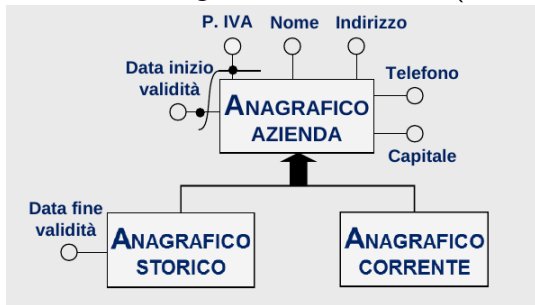 P. IVA Nome Indirizzo
Data inizio
validità
Telefono
ANAGRAFICO
AZIENDA
Capitale
Data fine
validità
ANAGRAFICO
STORICO
ANAGRAFICO
CORRENTE